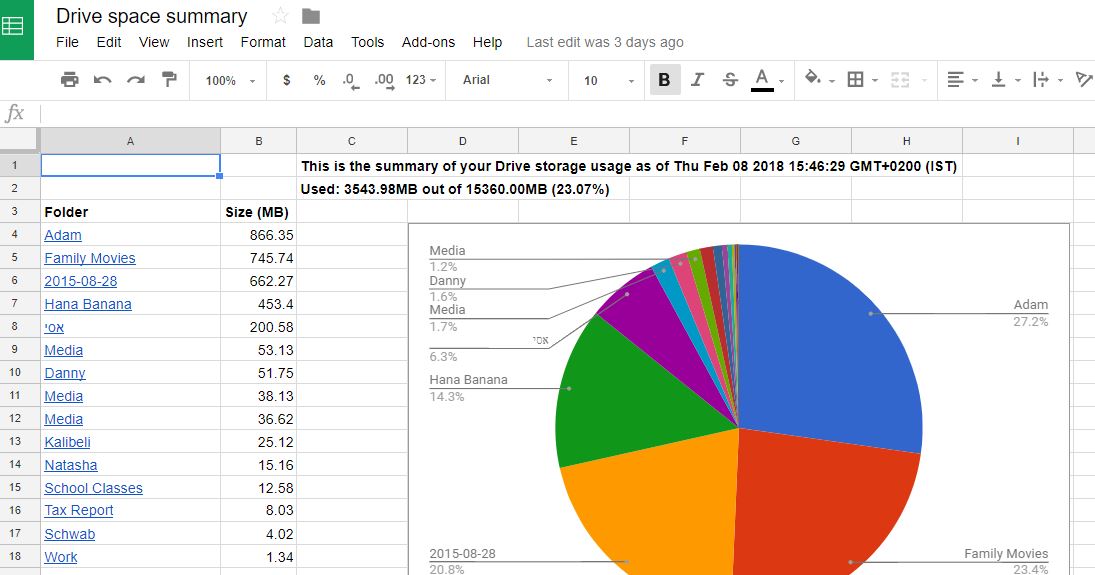 Drive space summary
File Edit View Insert Format Data Tools Add-ons Help Last edit was 3 days ago
100% $ % .0 .00 123 Arial 10 B I S A
fx
A B C D E F G H I
1 This is the summary of your Drive storage usage as of Thu Feb 08 2018 15:46:29 GMT+0200 (IST)
2 Used: 3543.98MB out of 15360.00MB (23.07%)
3 Folder Size (MB)
4 Adam 866.35
5 Family Movies 745.74
6 2015-08-28 662.27
7 Hana Banana 453.4
8 אסי 200.58
9 Media 53.13
10 Danny 51.75
11 Media 38.13
12 Media 36.62
13 Kalibeli 25.12
14 Natasha 15.16
15 School Classes 12.58
16 Tax Report 8.03
17 Schwab 4.02
18 Work 1.34
Media
1.2%
Danny
1.6%
Media
1.7%
אסי
6.3%
Hana Banana
14.3%
2015-08-28
20.8%
Adam
27.2%
Family Movies
23.4%